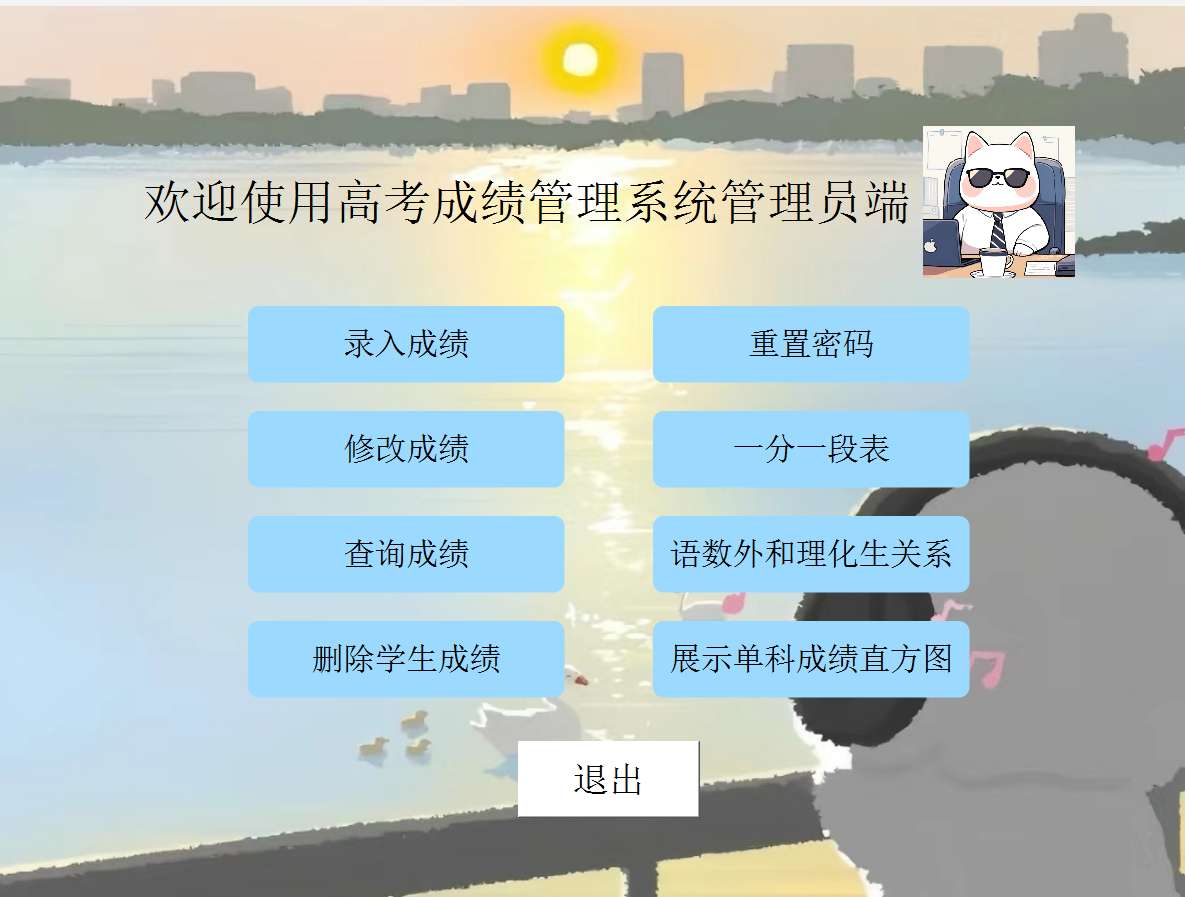 欢迎使用高考成绩管理系统管理员端
录入成绩
重置密码
修改成绩
一分一段表
查询成绩
语数外和理化生关系
删除学生成绩
展示单科成绩直方图
退出